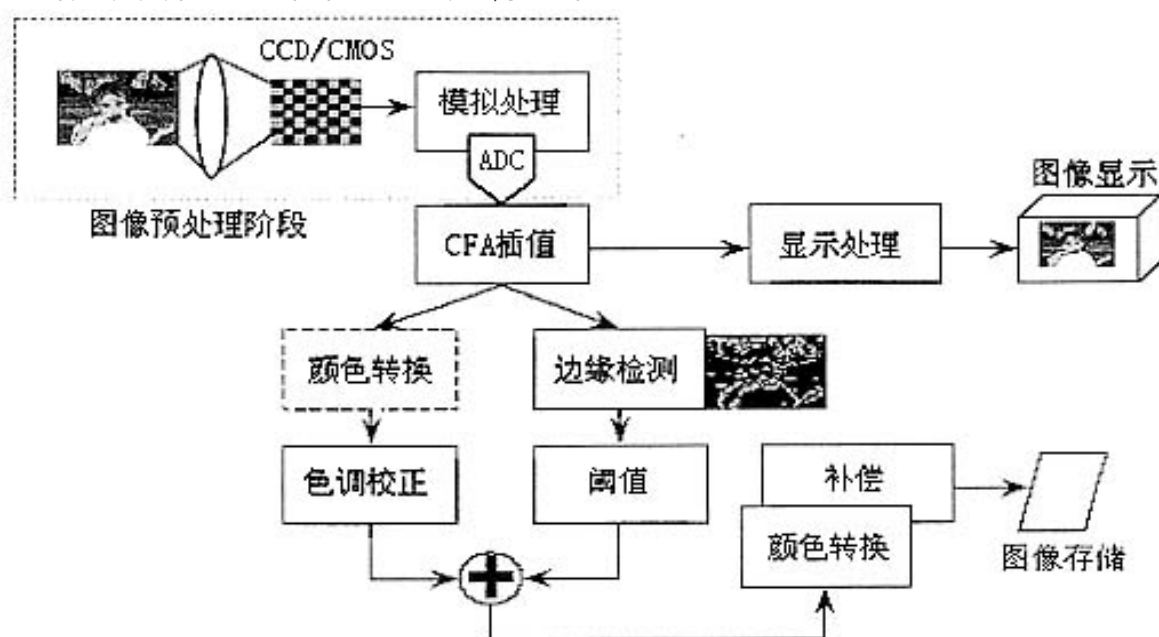 CCD/CMOS
模拟处理
ADC
图像预处理阶段
CFA插值
显示处理
图像显示
颜色转换
边缘检测
色调校正
阈值
补偿
颜色转换
图像存储